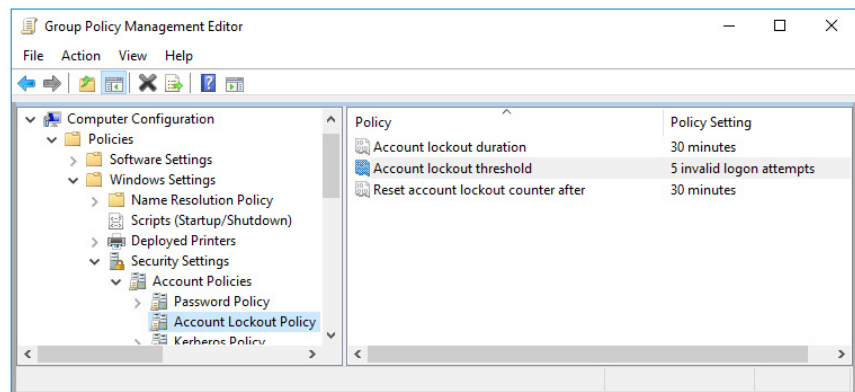 Group Policy Management Editor
File Action View Help
Computer Configuration
Policies
Software Settings
Windows Settings
Name Resolution Policy
Scripts (Startup/Shutdown)
Deployed Printers
Security Settings
Account Policies
Password Policy
Account Lockout Policy
Kerberos Policy
Policy Policy Setting
Account lockout duration 30 minutes
Account lockout threshold 5 invalid logon attempts
Reset account lockout counter after 30 minutes